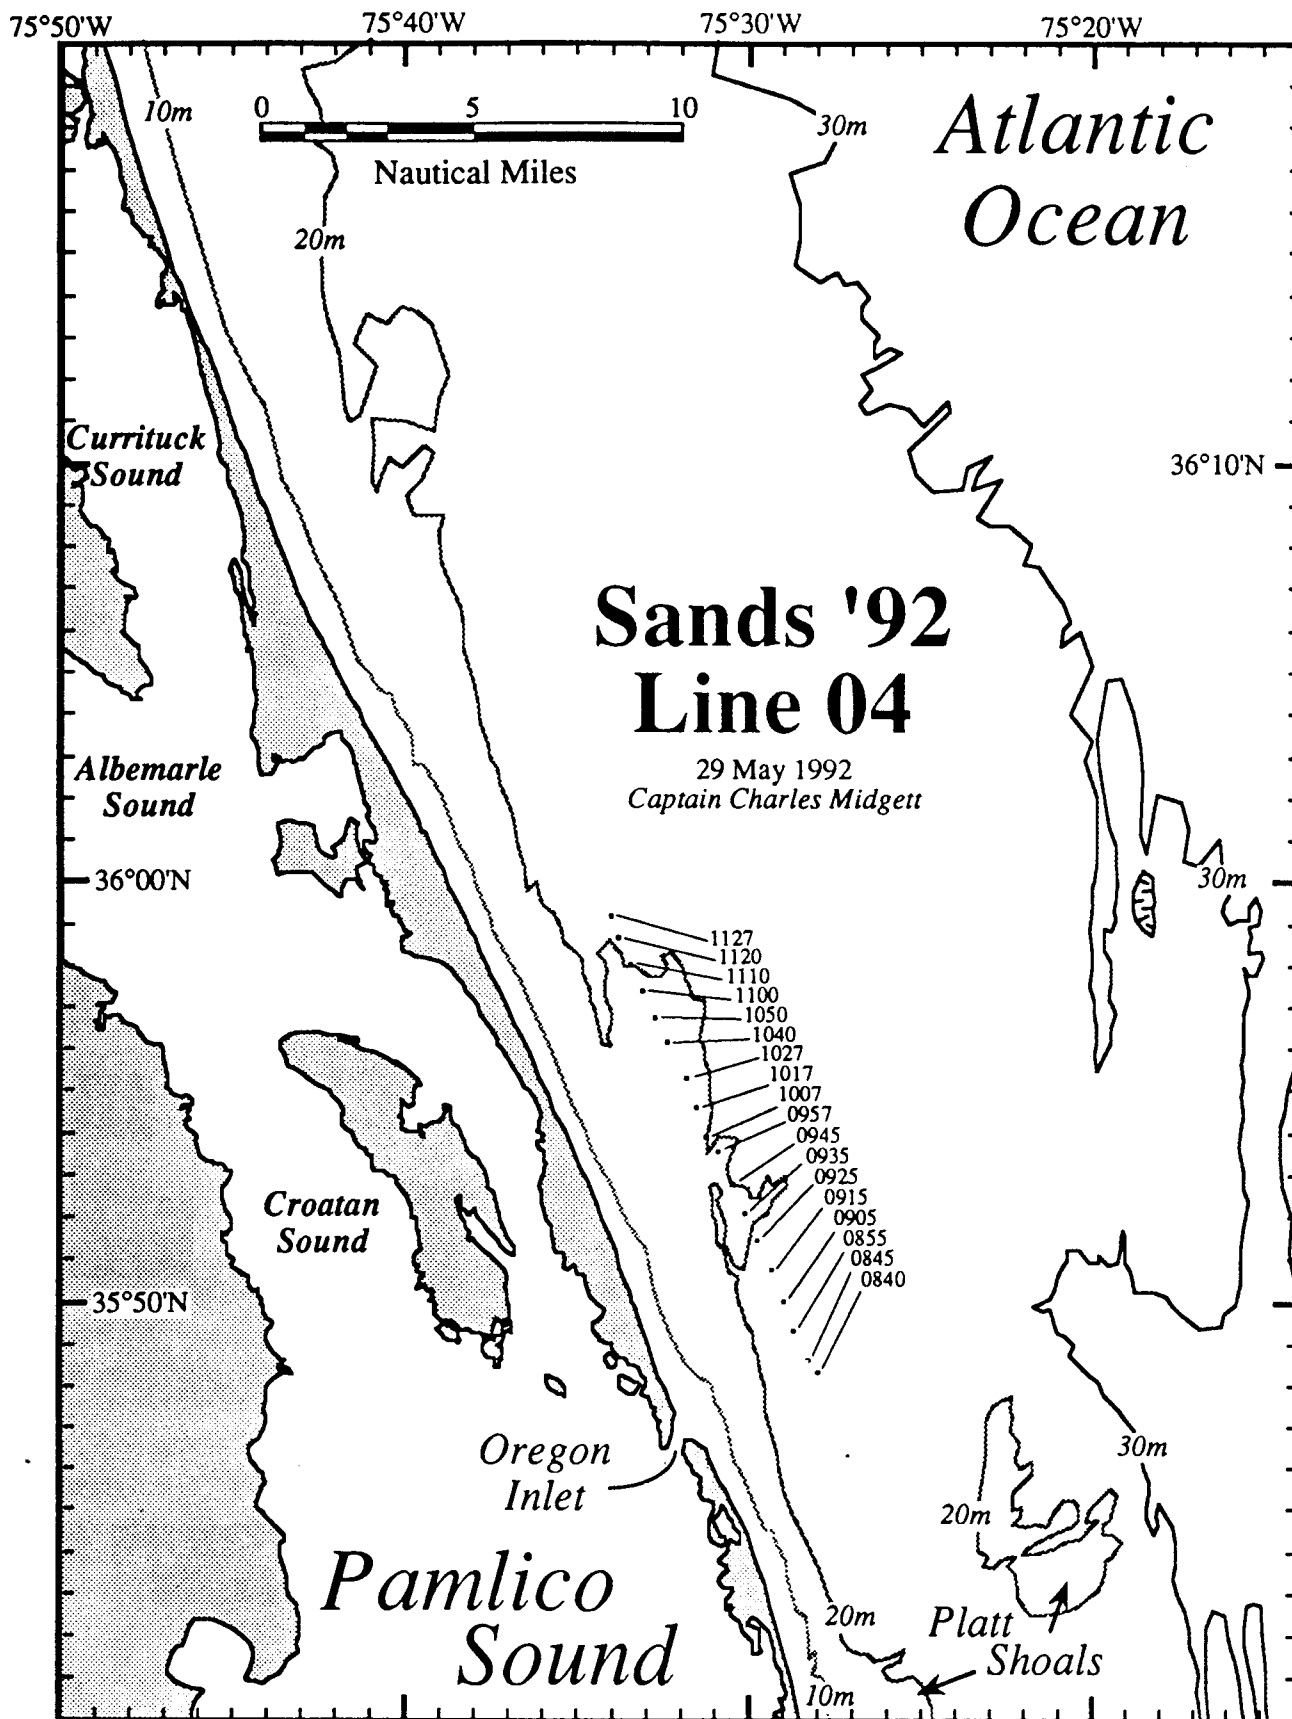 75°50'W 75°40'W 75°30'W 75°20'W
0 5 10
Nautical Miles
10m
20m
30m
Atlantic
Ocean
Currituck
Sound
36°10'N
Sands '92
Line 04
29 May 1992
Captain Charles Midgett
Albemarle
Sound
36°00'N
30m
1127
1120
1110
1100
1050
1040
1027
1017
1007
0957
0945
0935
0925
0915
0905
0855
0845
0840
Croatan
Sound
35°50'N
Oregon
Inlet
30m
20m
Pamlico
Sound
20m
Platt
Shoals
10m